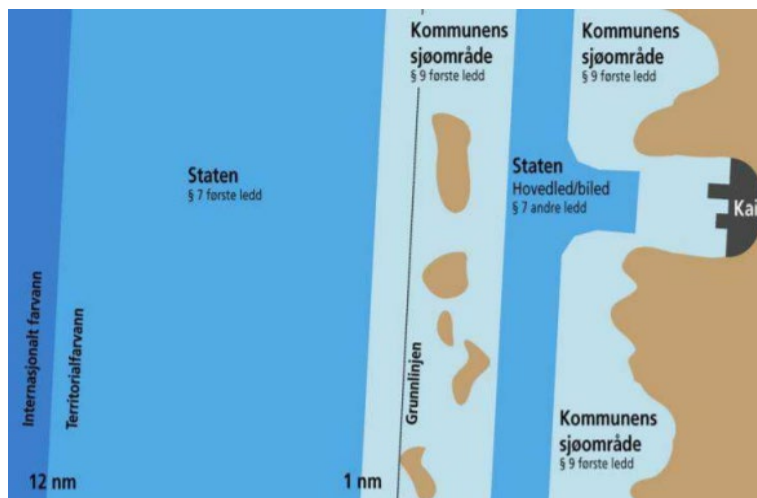 Kommunens
sjøområde
§ 9 første ledd
Kommunens
sjøområde
§ 9 første ledd
Staten
§ 7 første ledd
Staten
Hovedled/biled
§ 7 andre ledd
Kai
Internasjonalt farvann
Territorialfarvann
Grunnlinjen
Kommunens
sjøområde
§ 9 første ledd
12 nm
1 nm